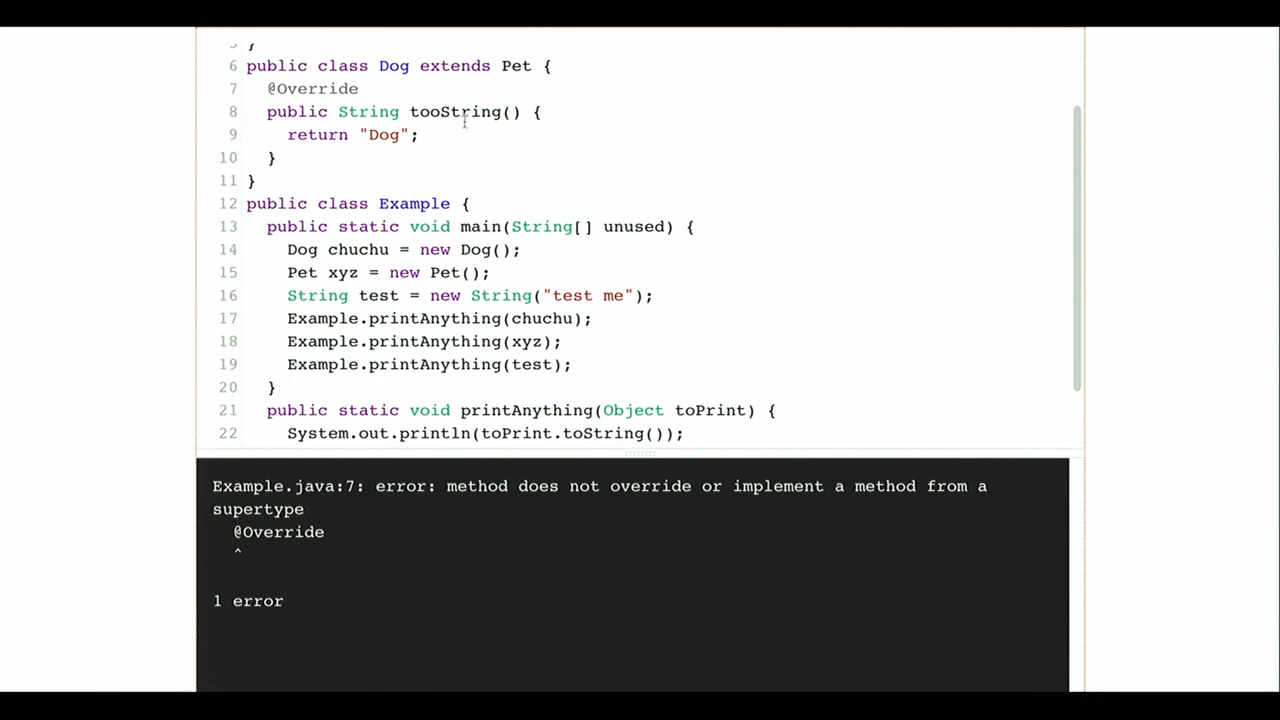 5 }
6 public class Dog extends Pet {
7 @Override
8 public String tooString() {
9 return "Dog";
10 }
11 }
12 public class Example {
13 public static void main(String[] unused) {
14 Dog chuchu = new Dog();
15 Pet xyz = new Pet();
16 String test = new String("test me");
17 Example.printAnything(chuchu);
18 Example.printAnything(xyz);
19 Example.printAnything(test);
20 }
21 public static void printAnything(Object toPrint) {
22 System.out.println(toPrint.toString());
Example.java:7: error: method does not override or implement a method from a
supertype
@Override
^
1 error